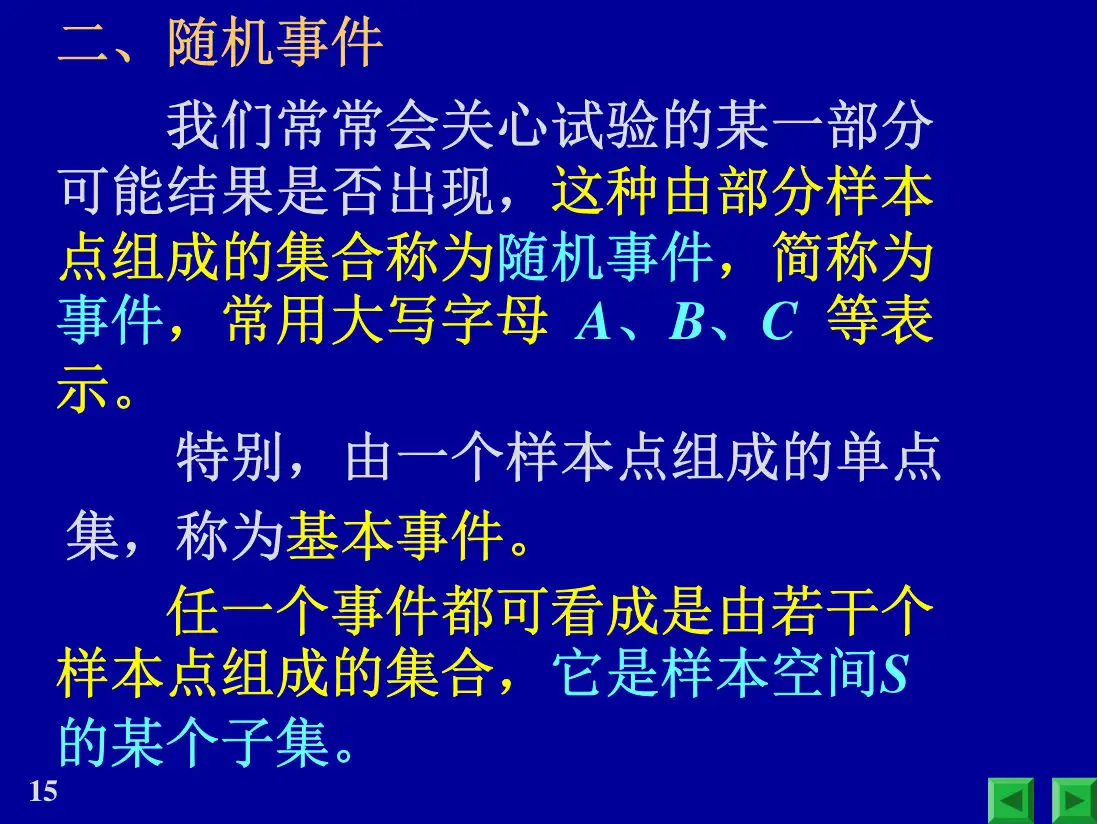 二、随机事件
我们常常会关心试验的某一部分
可能结果是否出现，这种由部分样本
点组成的集合称为随机事件，简称为
事件，常用大写字母 A、B、C 等表
示。
特别，由一个样本点组成的单点
集，称为基本事件。
任一个事件都可看成是由若干个
样本点组成的集合，它是样本空间S
的某个子集。
15